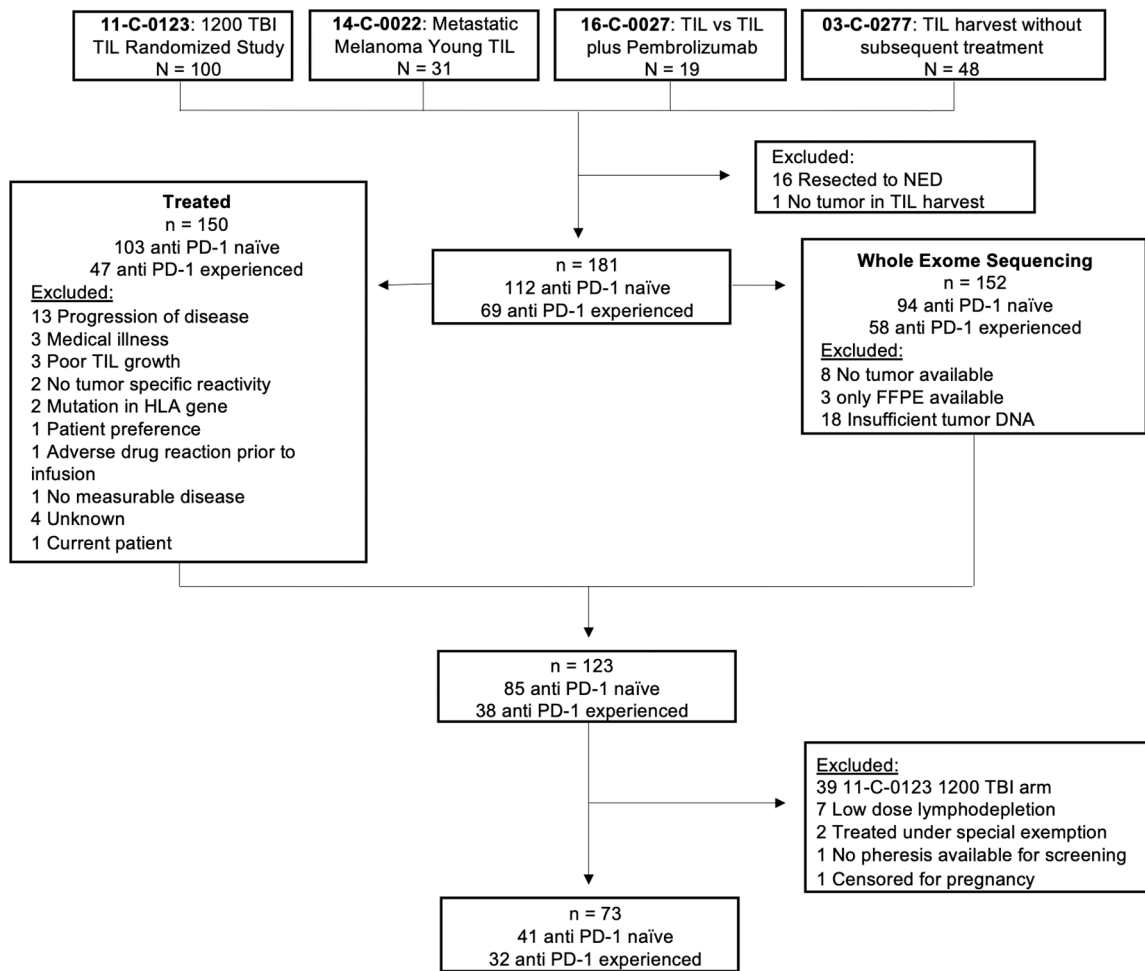 11-C-0123: 1200 TBI
TIL Randomized Study
N = 100
14-C-0022: Metastatic
Melanoma Young TIL
N = 31
16-C-0027: TIL vs TIL
plus Pembrolizumab
N = 19
03-C-0277: TIL harvest without
subsequent treatment
N = 48
Excluded:
16 Resected to NED
1 No tumor in TIL harvest
Treated
n = 150
103 anti PD-1 naïve
47 anti PD-1 experienced
Excluded:
13 Progression of disease
3 Medical illness
3 Poor TIL growth
2 No tumor specific reactivity
2 Mutation in HLA gene
1 Patient preference
1 Adverse drug reaction prior to
infusion
1 No measurable disease
4 Unknown
1 Current patient
n = 181
112 anti PD-1 naïve
69 anti PD-1 experienced
Whole Exome Sequencing
n = 152
94 anti PD-1 naïve
58 anti PD-1 experienced
Excluded:
8 No tumor available
3 only FFPE available
18 Insufficient tumor DNA
n = 123
85 anti PD-1 naïve
38 anti PD-1 experienced
Excluded:
39 11-C-0123 1200 TBI arm
7 Low dose lymphodepletion
2 Treated under special exemption
1 No pheresis available for screening
1 Censored for pregnancy
n = 73
41 anti PD-1 naïve
32 anti PD-1 experienced